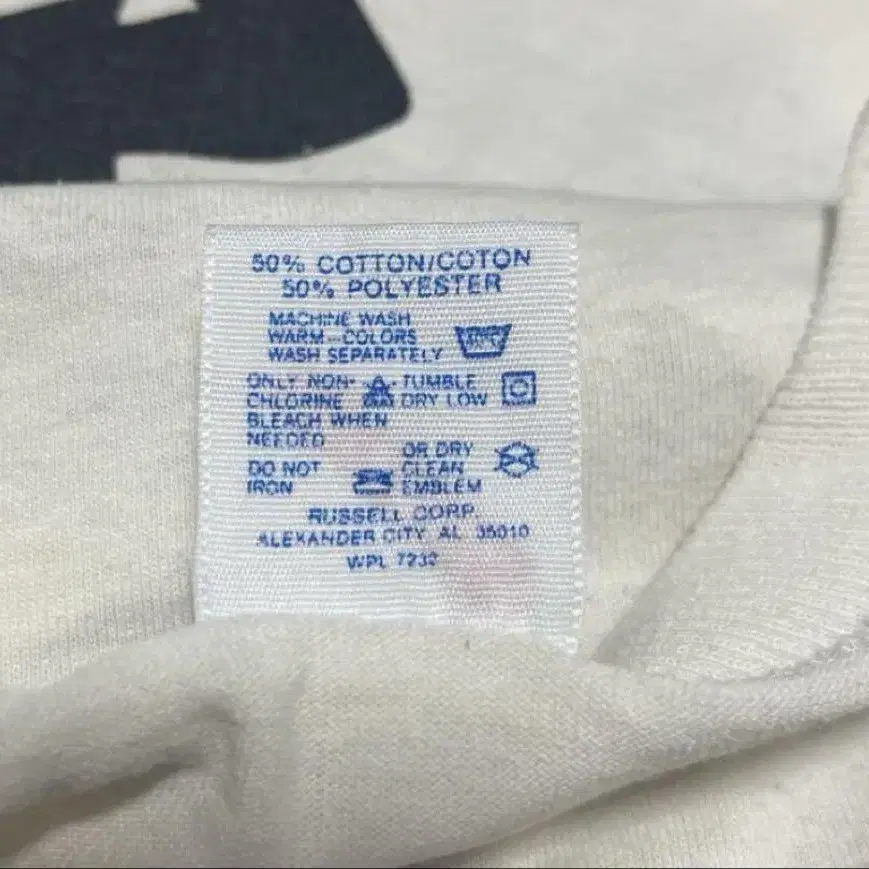 50% COTTON/COTON
50% POLYESTER
MACHINE WASH
WARM-COLORS
WASH SEPARATELY
ONLY NON-
CHLORINE
BLEACH WHEN
NEEDED
TUMBLE
DRY LOW
DO NOT
IRON
OR DRY
CLEAN
EMBLEM
RUSSELL CORP.
ALEXANDER CITY AL 35010
WPL